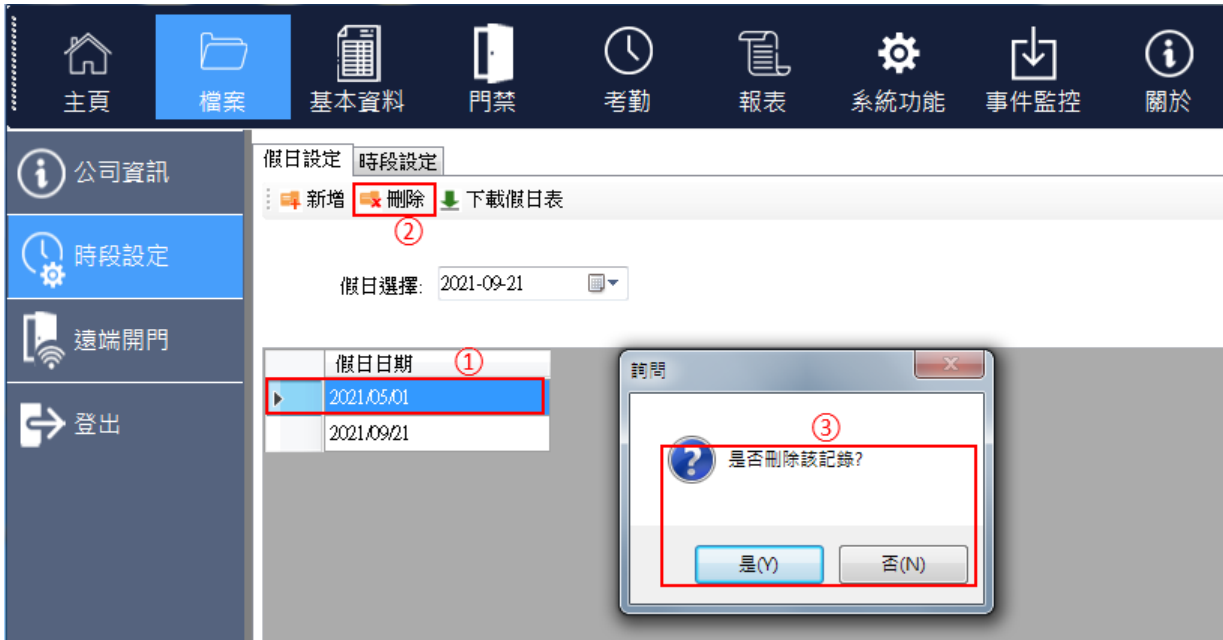 主頁 檔案 基本資料 門禁 考勤 報表 系統功能 事件監控 關於
公司資訊
時段設定
遠端開門
登出
假日設定 時段設定
新增 刪除 下載假日表
②
假日選擇: 2021-09-21
假日日期 ①
2021/05/01
2021/09/21
詢問
③
是否刪除該記錄?
是(Y) 否(N)